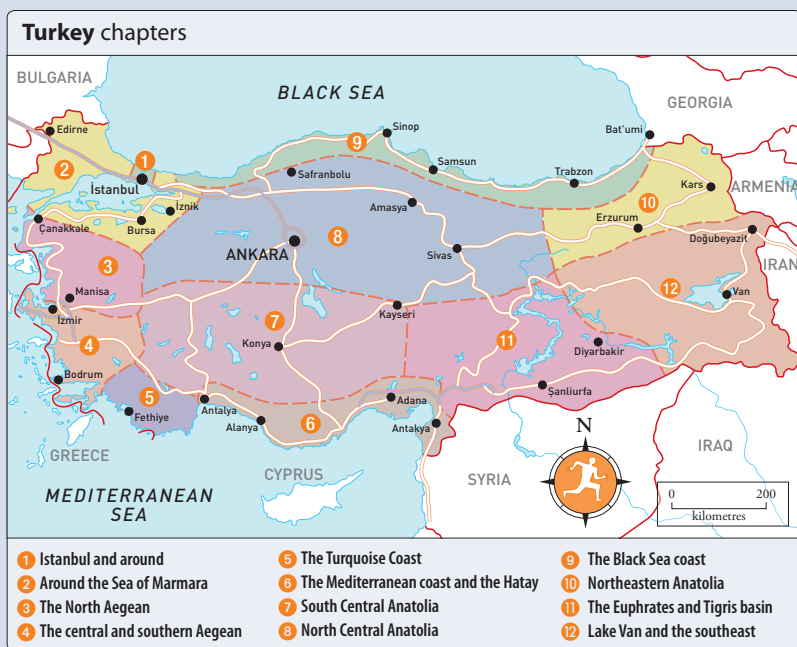 Turkey chapters
BULGARIA
BLACK SEA
GEORGIA
Edirne
Sinop
Bat'umi
1
9
2
Safranbolu
Samsun
Trabzon
Kars
ARMENIA
İstanbul
10
İznik
Amasya
Çanakkale
Bursa
Erzurum
Doğubeyazit
ANKARA
8
Sivas
IRAN
3
12
Manisa
Van
İzmir
Kayseri
7
4
Konya
11
Diyarbakir
Bodrum
5
Şanliurfa
Antalya
Adana
Fethiye
Alanya
6
Antakya
N
GREECE
IRAQ
CYPRUS
SYRIA
MEDITERRANEAN
SEA
0 200
kilometres
1 Istanbul and around
2 Around the Sea of Marmara
3 The North Aegean
4 The central and southern Aegean
5 The Turquoise Coast
6 The Mediterranean coast and the Hatay
7 South Central Anatolia
8 North Central Anatolia
9 The Black Sea coast
10 Northeastern Anatolia
11 The Euphrates and Tigris basin
12 Lake Van and the southeast